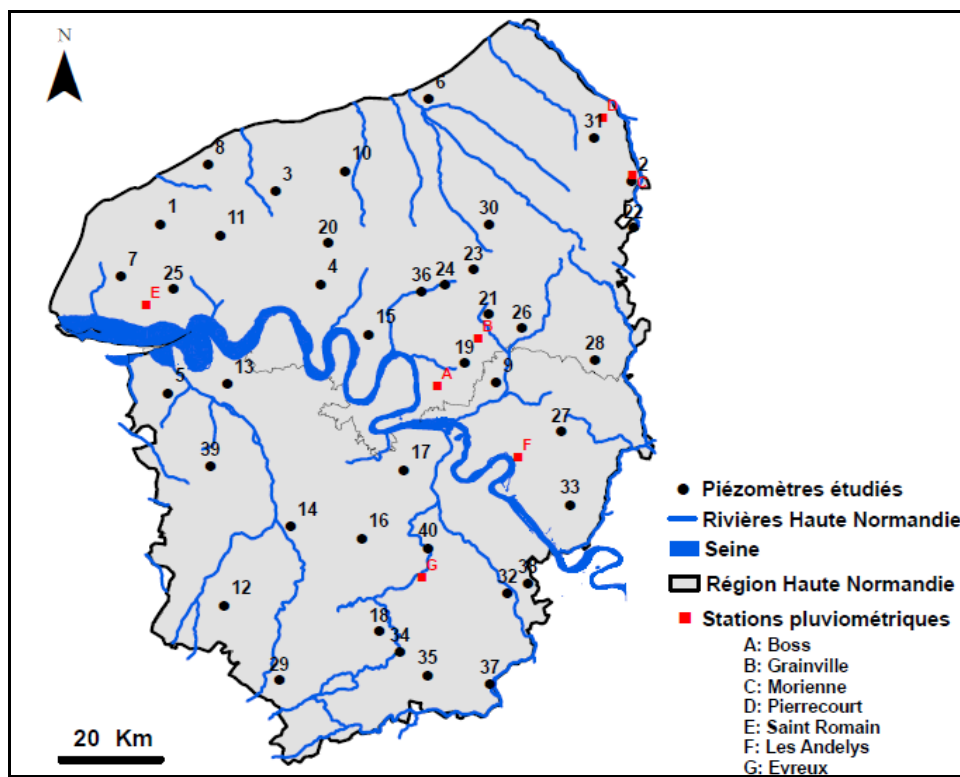 N
6
D
31
8
10
2
C
3
1
11
30
22
20
7
25
23
4
36
24
E
21
26
15
B
19
28
13
A
9
5
27
F
39
17
33
14
16
40
G
32
38
12
18
34
29
35
37
Piézomètres étudiés
Rivières Haute Normandie
Seine
Région Haute Normandie
Stations pluviométriques
A: Boss
B: Grainville
C: Morienne
D: Pierrecourt
E: Saint Romain
F: Les Andelys
G: Evreux
20 Km